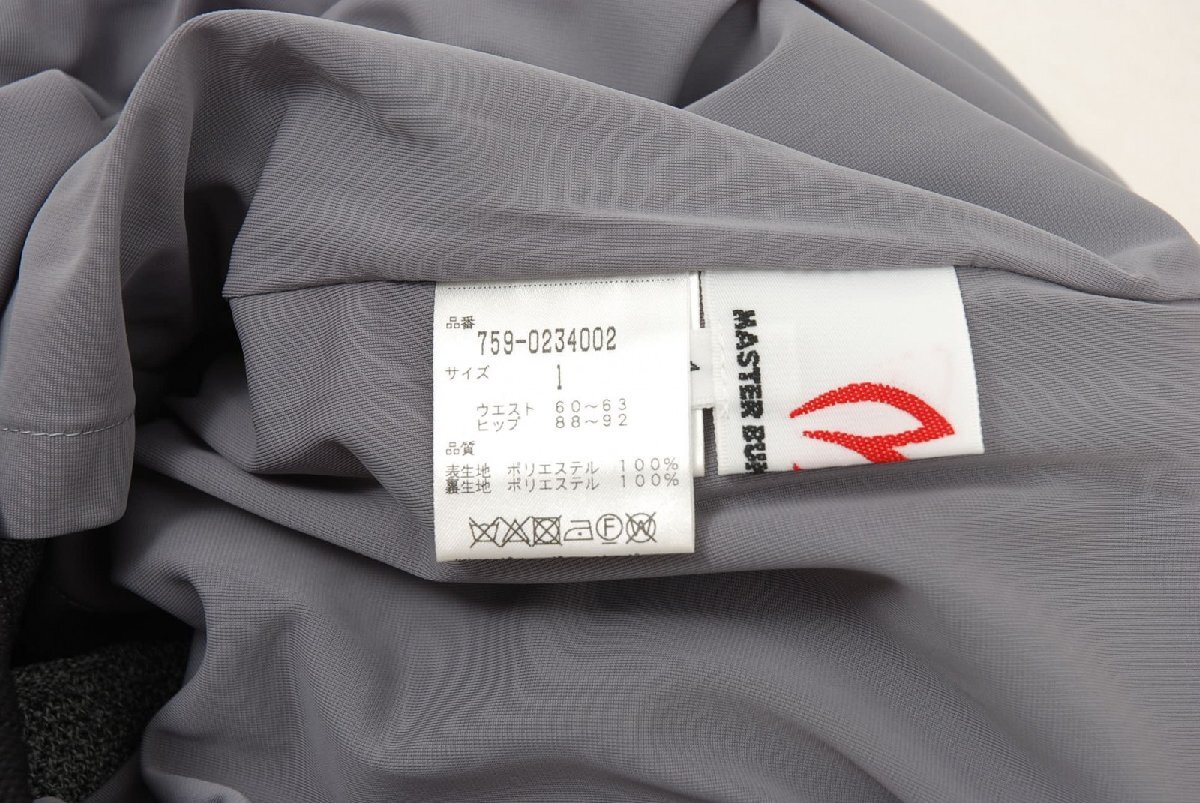 品番
759-0234002
サイズ 1
ウエスト 60～63
ヒップ 88～92
品質
表生地 ポリエステル 100%
裏生地 ポリエステル 100%
F
W
MASTER